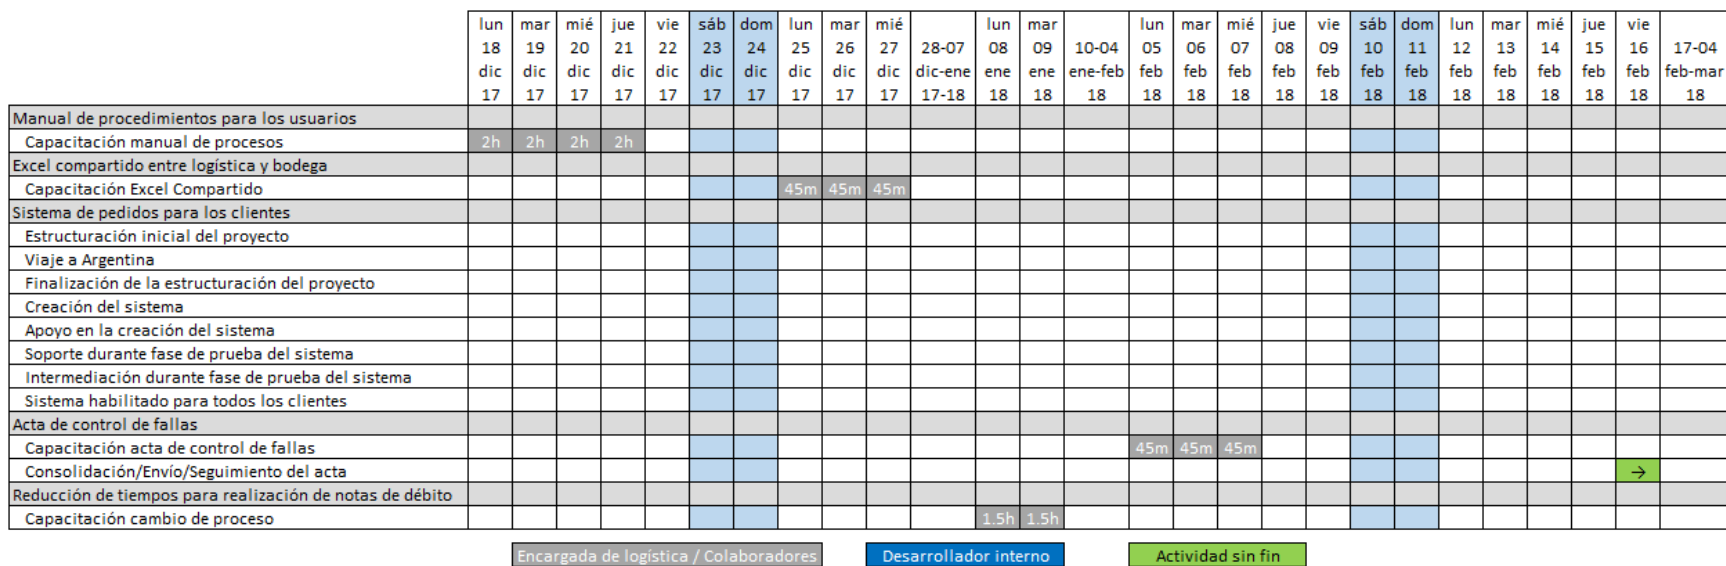 lun mar mié jue vie sáb dom lun mar mié lun mar lun mar mié jue vie sáb dom lun mar mié jue vie
18 19 20 21 22 23 24 25 26 27 28-07 08 09 10-04 05 06 07 08 09 10 11 12 13 14 15 16 17-04
dic dic dic dic dic dic dic dic dic dic dic-ene ene ene ene-feb feb feb feb feb feb feb feb feb feb feb feb feb feb-mar
17 17 17 17 17 17 17 17 17 17 17-18 18 18 18 18 18 18 18 18 18 18 18 18 18 18 18 18
Manual de procedimientos para los usuarios
Capacitación manual de procesos 2h 2h 2h 2h
Excel compartido entre logística y bodega
Capacitación Excel Compartido 45m 45m 45m
Sistema de pedidos para los clientes
Estructuración inicial del proyecto
Viaje a Argentina
Finalización de la estructuración del proyecto
Creación del sistema
Apoyo en la creación del sistema
Soporte durante fase de prueba del sistema
Intermediación durante fase de prueba del sistema
Sistema habilitado para todos los clientes
Acta de control de fallas
Capacitación acta de control de fallas 45m 45m 45m
Consolidación/Envío/Seguimiento del acta →
Reducción de tiempos para realización de notas de débito
Capacitación cambio de proceso 1.5h 1.5h
Encargada de logística / Colaboradores Desarrollador interno Actividad sin fin